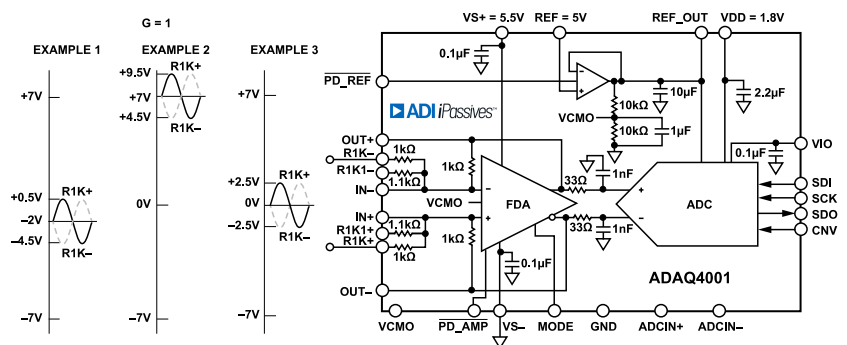 G = 1
EXAMPLE 1
EXAMPLE 2
EXAMPLE 3
+7V
+0.5V
R1K+
–2V
–4.5V
R1K–
–7V
+9.5V
R1K+
+7V
+4.5V
R1K–
0V
–7V
+7V
+2.5V
R1K+
0V
–2.5V
R1K–
–7V
VS+ = 5.5V
REF = 5V
REF_OUT
VDD = 1.8V
0.1µF
PD_REF
ADI iPassives™
10kΩ
10µF
2.2µF
VCMO
10kΩ
1µF
OUT+
R1K–
1kΩ
R1K1–
1.1kΩ
IN–
1kΩ
VCMO
IN+
1.1kΩ
R1K1+
R1K+
1kΩ
1kΩ
OUT–
–
FDA
+
0.1µF
33Ω
1nF
33Ω
1nF
+
ADC
–
0.1µF
VIO
SDI
SCK
SDO
CNV
ADAQ4001
VCMO
PD_AMP
VS–
MODE
GND
ADCIN+
ADCIN–